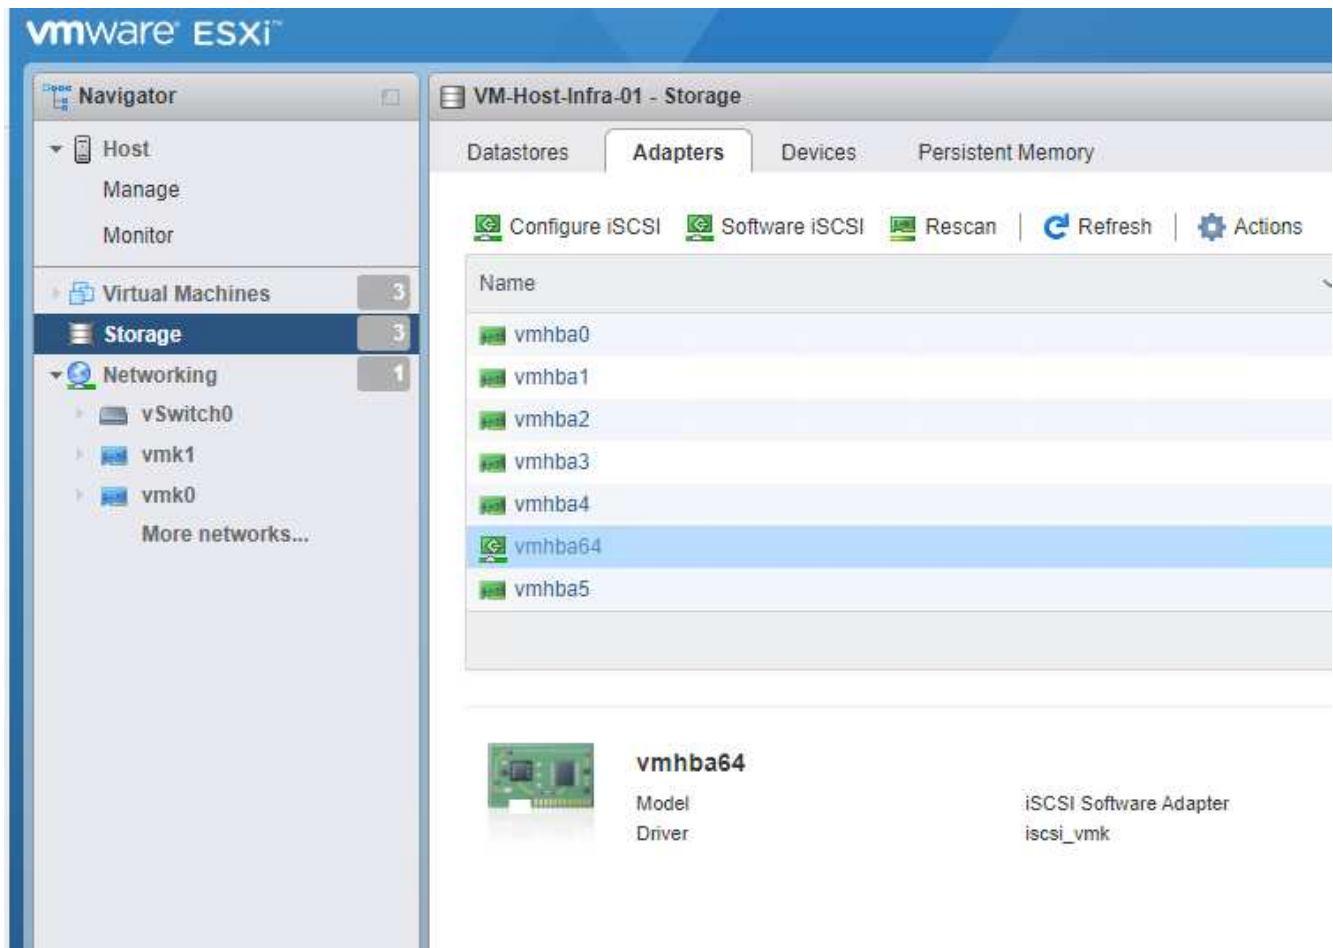 vmware ESXi™
Navigator
Host
Manage
Monitor
Virtual Machines 3
Storage 3
Networking 1
vSwitch0
vmk1
vmk0
More networks...
VM-Host-Infra-01 - Storage
Datastores Adapters Devices Persistent Memory
Configure iSCSI Software iSCSI Rescan Refresh Actions
Name
vmhba0
vmhba1
vmhba2
vmhba3
vmhba4
vmhba64
vmhba5
vmhba64
Model iSCSI Software Adapter
Driver iscsi_vmk